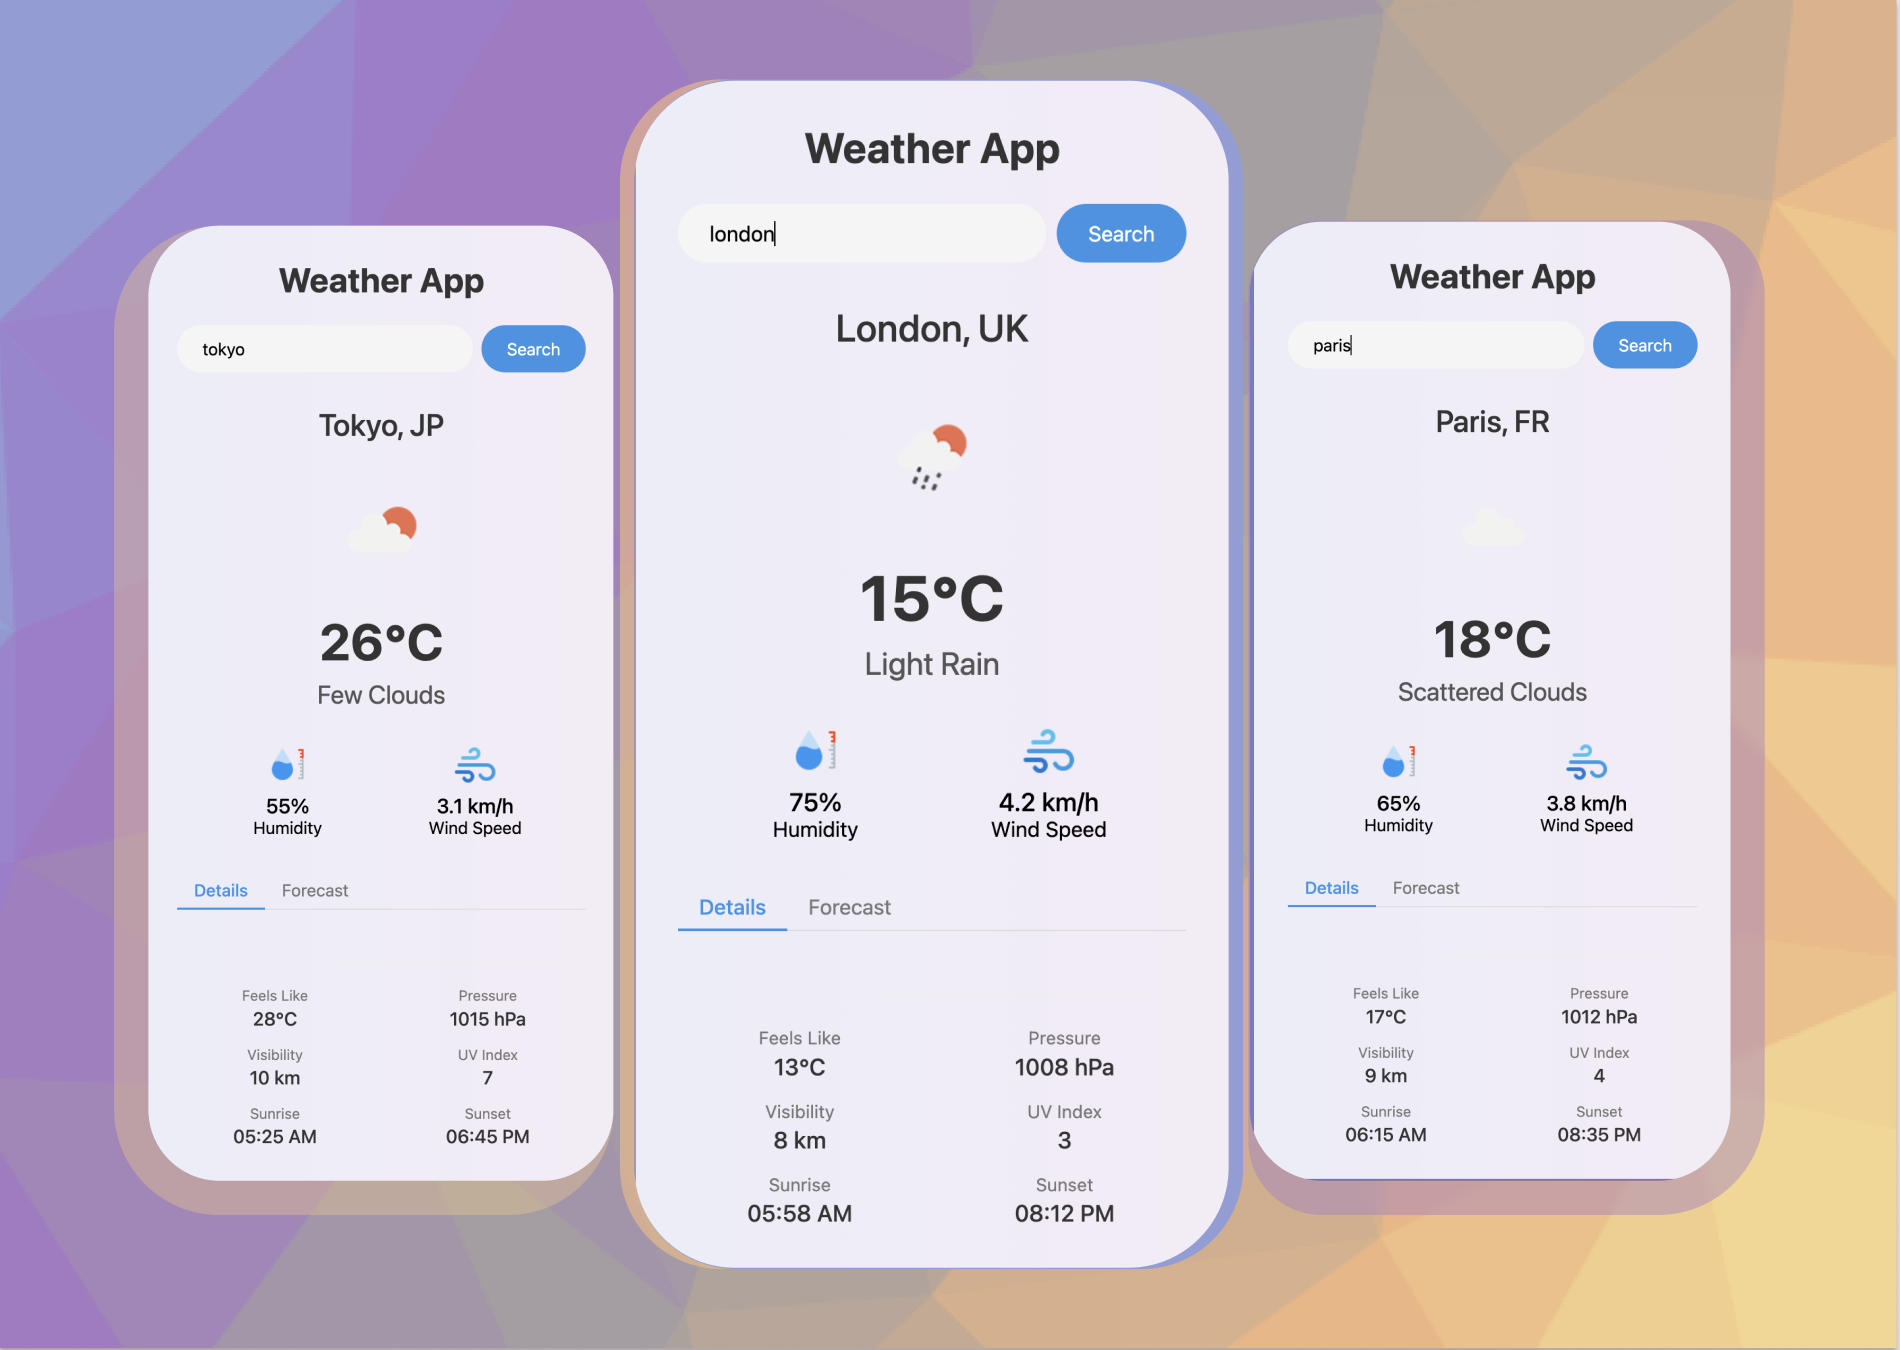 Weather App
tokyo
Search
Tokyo, JP
26°C
Few Clouds
55%
Humidity
3.1 km/h
Wind Speed
Details Forecast
Feels Like
28°C
Pressure
1015 hPa
Visibility
10 km
UV Index
7
Sunrise
05:25 AM
Sunset
06:45 PM
Weather App
london
Search
London, UK
15°C
Light Rain
75%
Humidity
4.2 km/h
Wind Speed
Details Forecast
Feels Like
13°C
Pressure
1008 hPa
Visibility
8 km
UV Index
3
Sunrise
05:58 AM
Sunset
08:12 PM
Weather App
paris
Search
Paris, FR
18°C
Scattered Clouds
65%
Humidity
3.8 km/h
Wind Speed
Details Forecast
Feels Like
17°C
Pressure
1012 hPa
Visibility
9 km
UV Index
4
Sunrise
06:15 AM
Sunset
08:35 PM